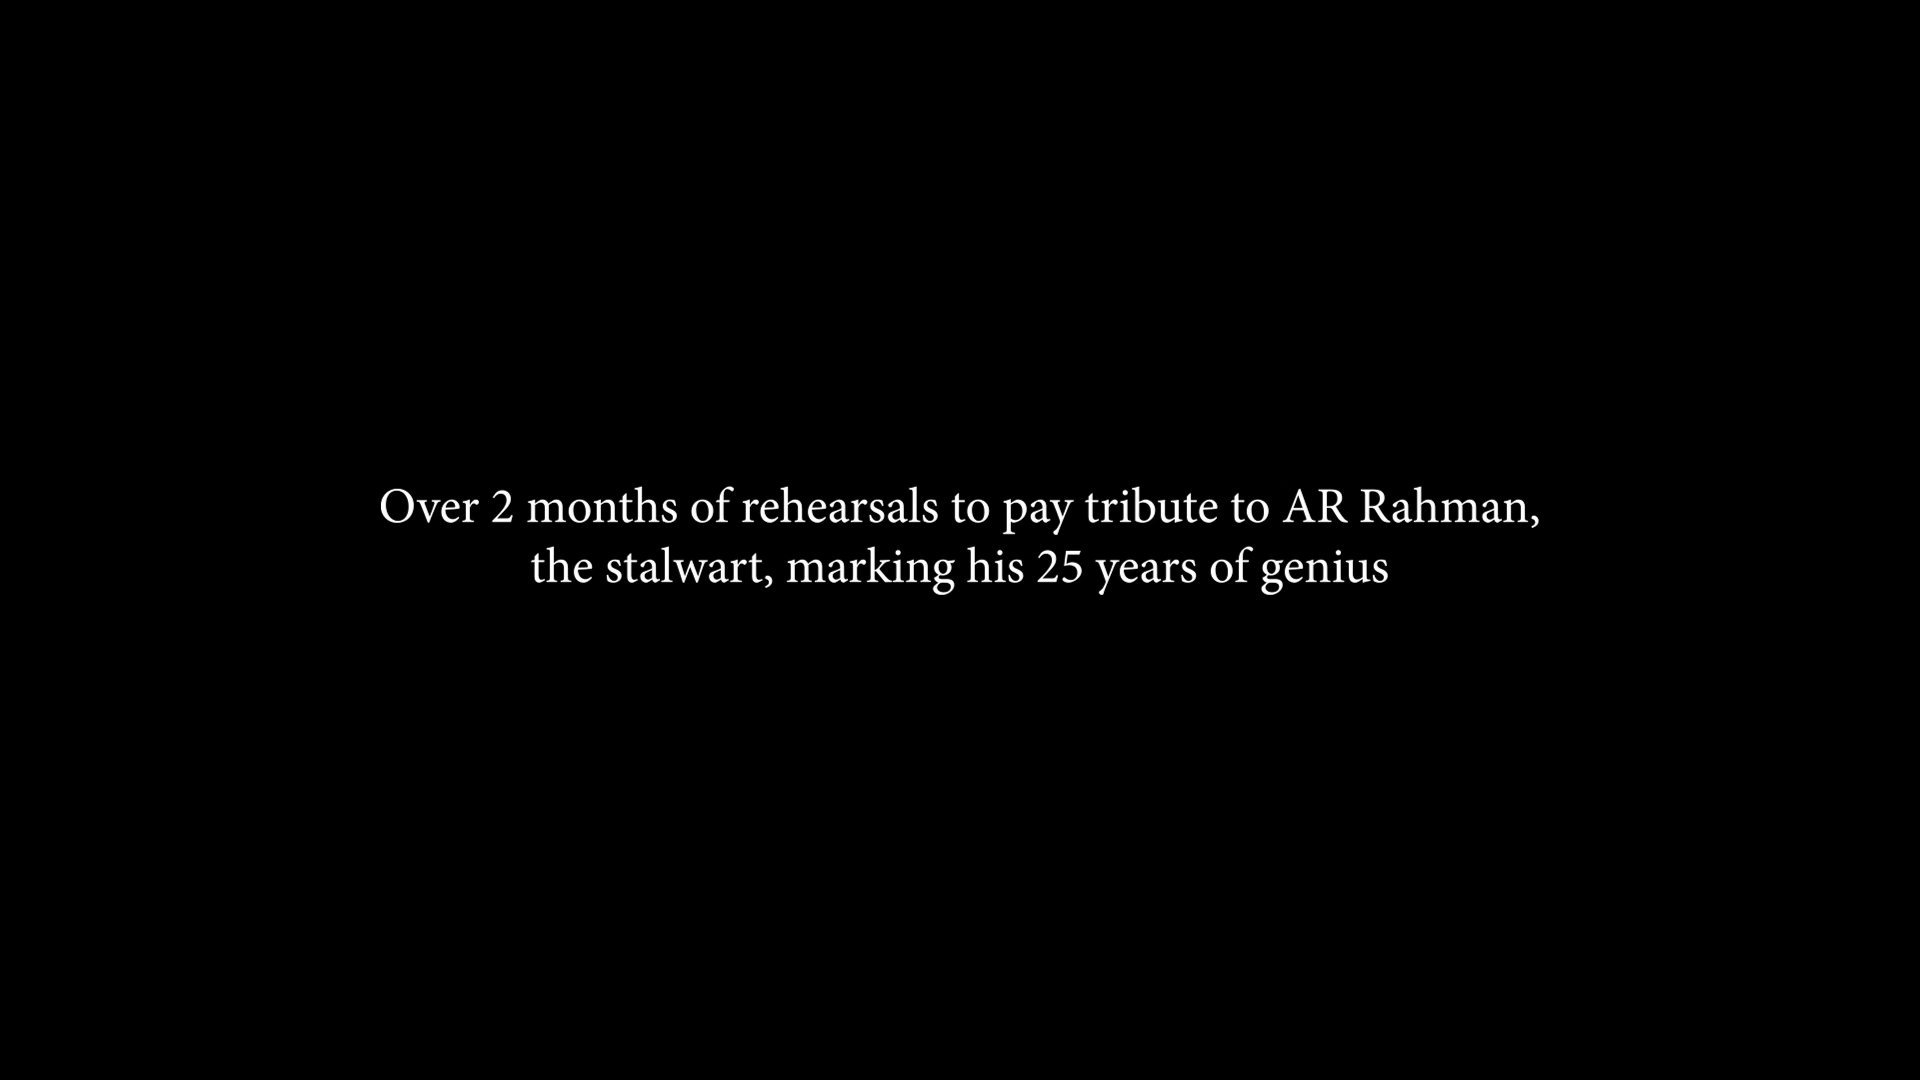 Over 2 months of rehearsals to pay tribute to AR Rahman,
the stalwart, marking his 25 years of genius